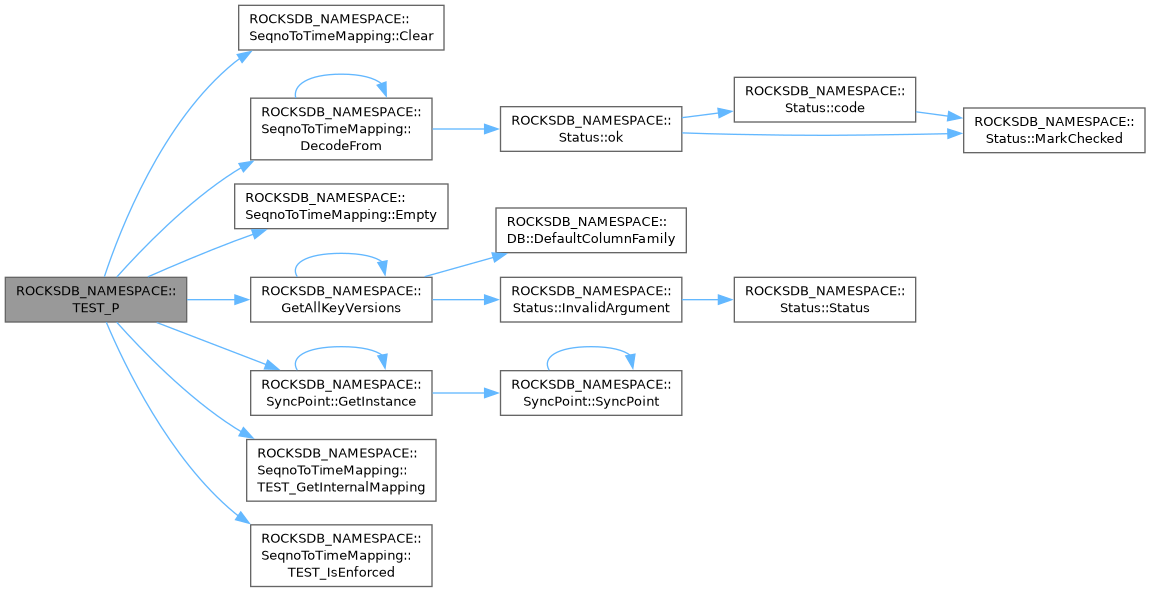 ROCKSDB_NAMESPACE::
TEST_P
ROCKSDB_NAMESPACE::
SeqnoToTimeMapping::Clear
ROCKSDB_NAMESPACE::
SeqnoToTimeMapping::
DecodeFrom
ROCKSDB_NAMESPACE::
Status::ok
ROCKSDB_NAMESPACE::
Status::code
ROCKSDB_NAMESPACE::
Status::MarkChecked
ROCKSDB_NAMESPACE::
SeqnoToTimeMapping::Empty
ROCKSDB_NAMESPACE::
GetAllKeyVersions
ROCKSDB_NAMESPACE::
DB::DefaultColumnFamily
ROCKSDB_NAMESPACE::
Status::InvalidArgument
ROCKSDB_NAMESPACE::
Status::Status
ROCKSDB_NAMESPACE::
SyncPoint::GetInstance
ROCKSDB_NAMESPACE::
SyncPoint::SyncPoint
ROCKSDB_NAMESPACE::
SeqnoToTimeMapping::
TEST_GetInternalMapping
ROCKSDB_NAMESPACE::
SeqnoToTimeMapping::
TEST_IsEnforced